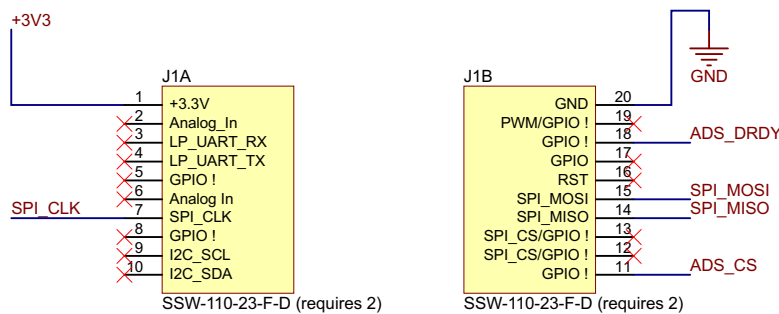 +3V3
J1A
1 +3.3V
2 Analog_In
3 LP_UART_RX
4 LP_UART_TX
5 GPIO !
6 Analog In
SPI_CLK 7 SPI_CLK
8 GPIO !
9 I2C_SCL
10 I2C_SDA
SSW-110-23-F-D (requires 2)
GND
J1B
GND 20
PWM/GPIO ! 19
GPIO ! 18 ADS_DRDY
GPIO 17
RST 16
SPI_MOSI 15 SPI_MOSI
SPI_MISO 14 SPI_MISO
SPI_CS/GPIO ! 13
SPI_CS/GPIO ! 12
GPIO ! 11 ADS_CS
SSW-110-23-F-D (requires 2)